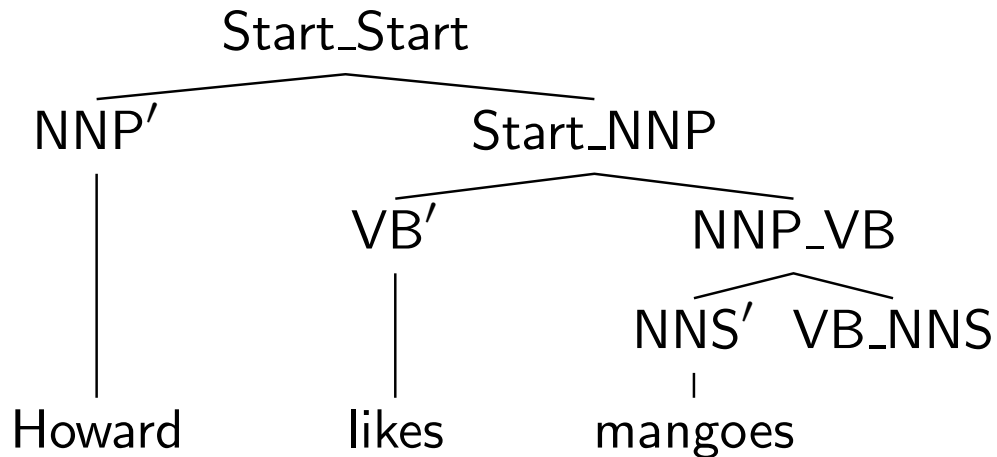 Start_Start
NNP′ Start_NNP
VB′ NNP_VB
NNS′ VB_NNS
Howard likes mangoes